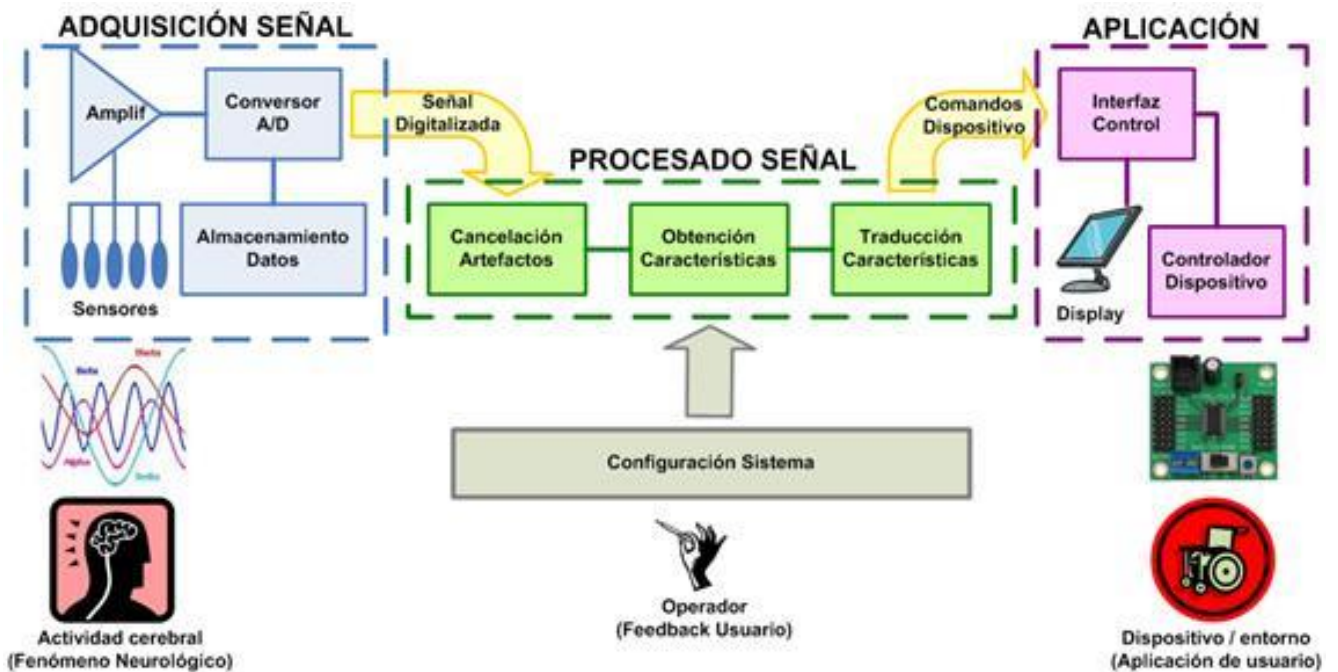 ADQUISICIÓN SEÑAL
Amplif
Conversor
A/D
Almacenamiento
Datos
Sensores
Señal
Digitalizada
PROCESADO SEÑAL
Cancelación
Artefactos
Obtención
Características
Traducción
Características
Comandos
Dispositivo
APLICACIÓN
Interfaz
Control
Display
Controlador
Dispositivo
Beta
Alpha
Configuración Sistema
Operador
(Feedback Usuario)
Actividad cerebral
(Fenómeno Neurológico)
Dispositivo / entorno
(Aplicación de usuario)